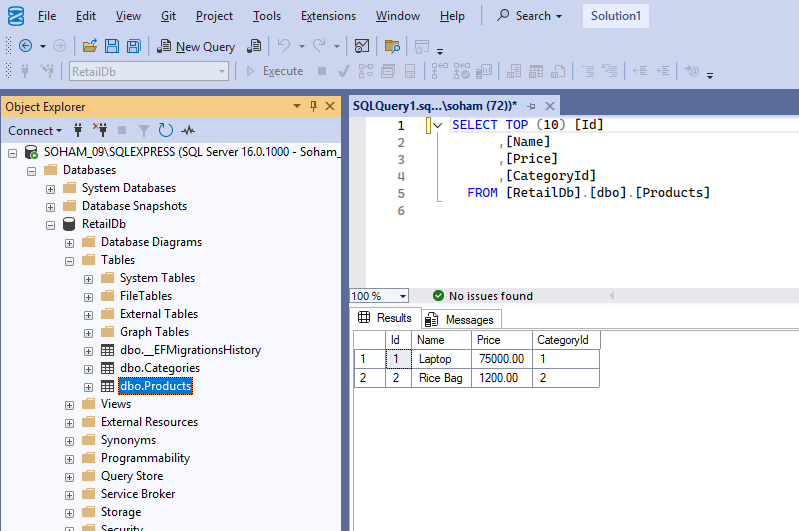 File Edit View Git Project Tools Extensions Window Help Search Solution1
New Query
RetailDb Execute
Object Explorer
Connect
SOHAM_09\SQLEXPRESS (SQL Server 16.0.1000 - Soham_
Databases
System Databases
Database Snapshots
RetailDb
Database Diagrams
Tables
System Tables
FileTables
External Tables
Graph Tables
dbo.__EFMigrationsHistory
dbo.Categories
dbo.Products
Views
External Resources
Synonyms
Programmability
Query Store
Service Broker
Storage
Security
SQLQuery1.sq...\soham (72))*
1 SELECT TOP (10) [Id]
2 ,[Name]
3 ,[Price]
4 ,[CategoryId]
5 FROM [RetailDb].[dbo].[Products]
6
100 % No issues found
Results Messages
Id Name Price CategoryId
1 1 Laptop 75000.00 1
2 2 Rice Bag 1200.00 2